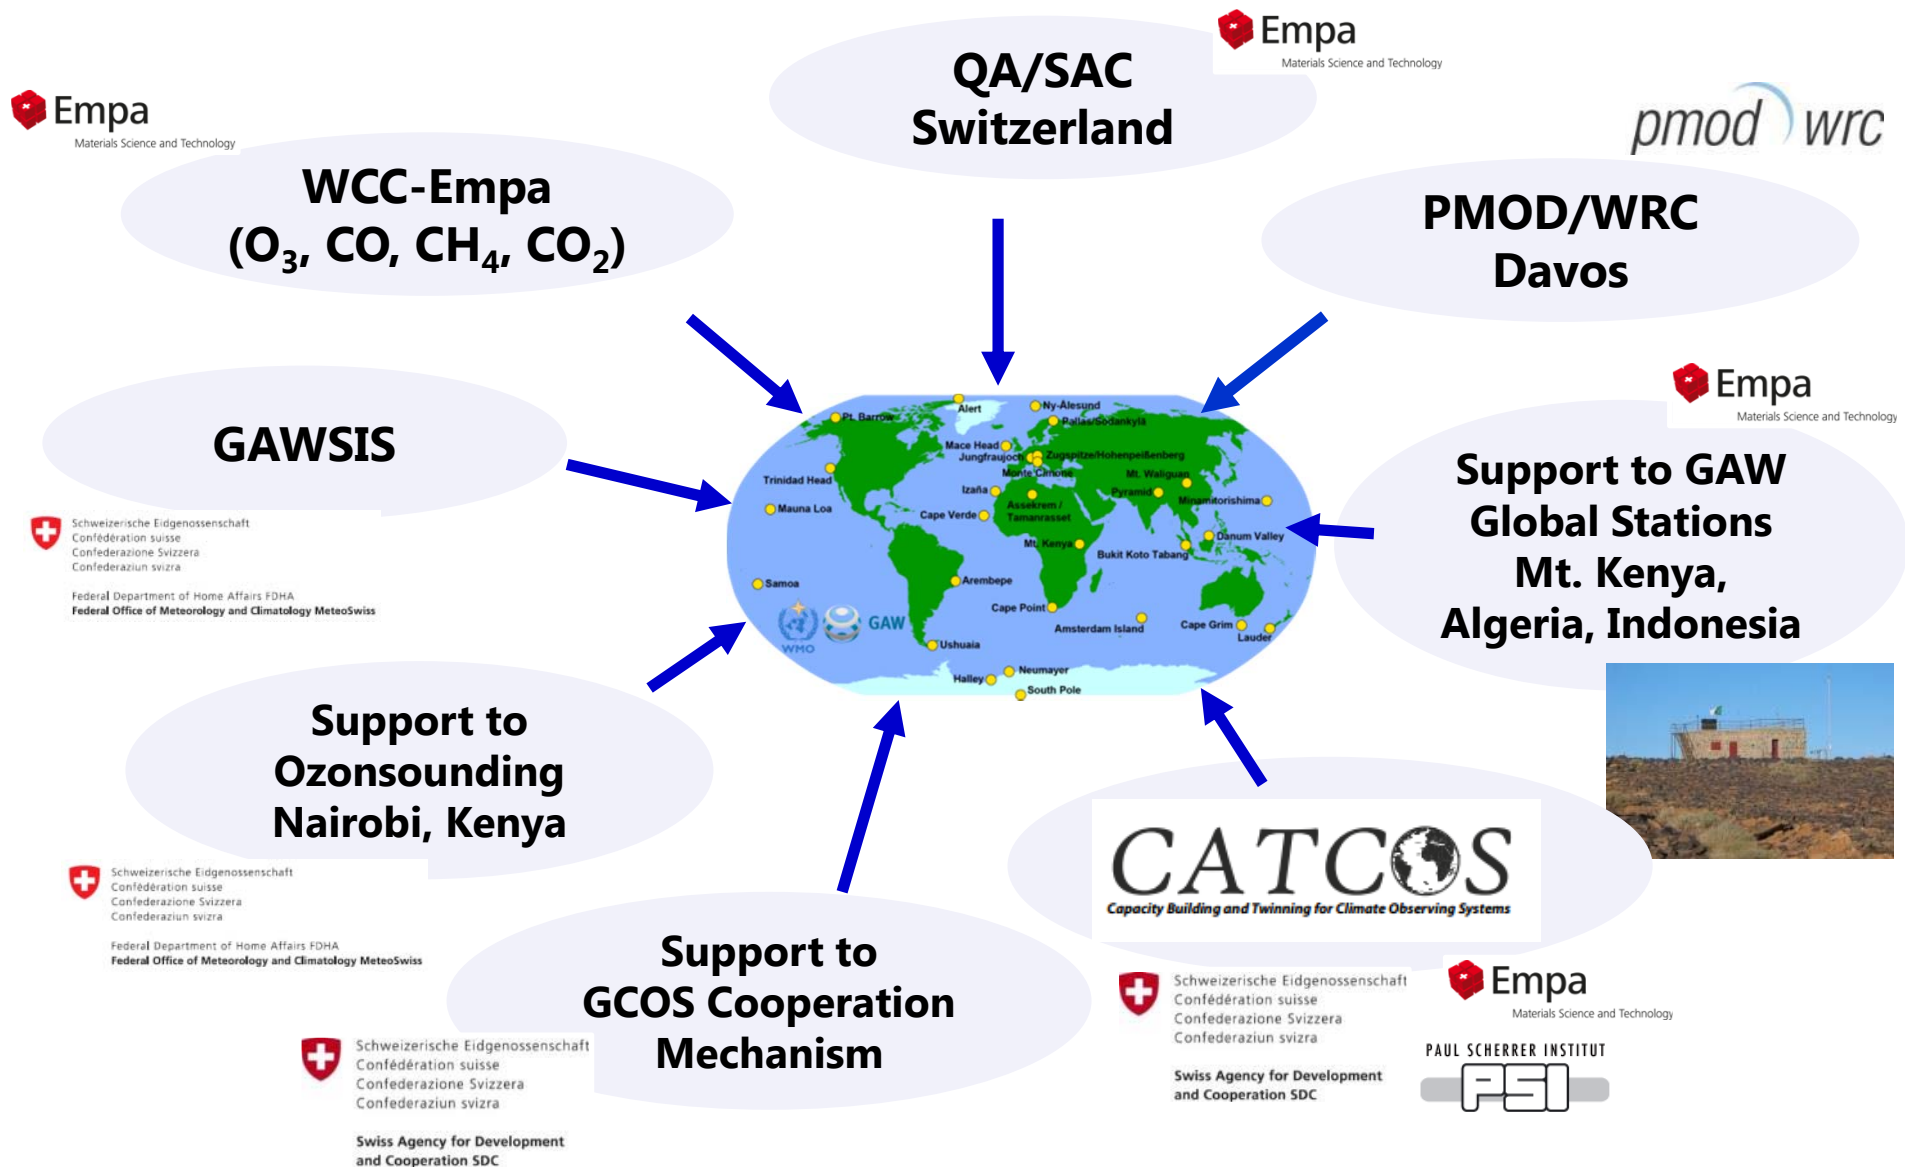 Empa
Materials Science and Technology
QA/SAC
Switzerland
pmod wrc
Empa
Materials Science and Technology
WCC-Empa
(O₃, CO, CH₄, CO₂)
PMOD/WRC
Davos
GAWSIS
Schweizerische Eidgenossenschaft
Confédération suisse
Confederazione Svizzera
Confederaziun svizra
Federal Department of Home Affairs FDHA
Federal Office of Meteorology and Climatology MeteoSwiss
Empa
Materials Science and Technology
Support to GAW
Global Stations
Mt. Kenya,
Algeria, Indonesia
Alert
Ny-Ålesund
Pt. Barrow
Pallas/Sodankylä
Mace Head
Jungfraujoch
Zugspitze/Hohenpeißenberg
Monte Cimone
Mt. Waliguan
Trinidad Head
Izaña
Pyramid
Minamitorishima
Mauna Loa
Assekrem /
Tamanrasset
Cape Verde
Mt. Kenya
Danum Valley
Bukit Koto Tabang
Samoa
Arembepe
Cape Point
Amsterdam Island
Cape Grim
Lauder
WMO
GAW
Ushuaia
Neumayer
Halley
South Pole
Support to
Ozonsounding
Nairobi, Kenya
Schweizerische Eidgenossenschaft
Confédération suisse
Confederazione Svizzera
Confederaziun svizra
Federal Department of Home Affairs FDHA
Federal Office of Meteorology and Climatology MeteoSwiss
CATCOS
Capacity Building and Twinning for Climate Observing Systems
Support to
GCOS Cooperation
Mechanism
Schweizerische Eidgenossenschaft
Confédération suisse
Confederazione Svizzera
Confederaziun svizra
Swiss Agency for Development
and Cooperation SDC
Schweizerische Eidgenossenschaft
Confédération suisse
Confederazione Svizzera
Confederaziun svizra
Swiss Agency for Development
and Cooperation SDC
Empa
Materials Science and Technology
PAUL SCHERRER INSTITUT
PSI